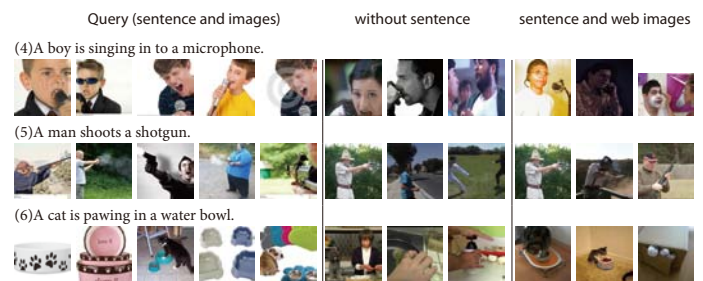 Query (sentence and images) without sentence sentence and web images
(4)A boy is singing in to a microphone.
(5)A man shoots a shotgun.
(6)A cat is pawing in a water bowl.